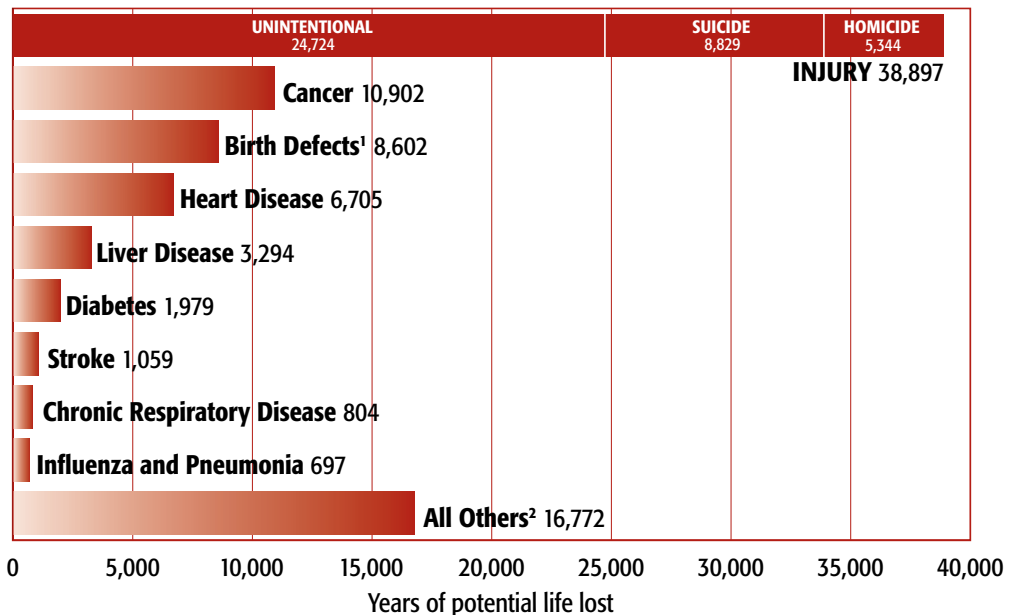 UNINTENTIONAL SUICIDE HOMICIDE
24,724 8,829 5,344
INJURY 38,897
Cancer 10,902
Birth Defects¹ 8,602
Heart Disease 6,705
Liver Disease 3,294
Diabetes 1,979
Stroke 1,059
Chronic Respiratory Disease 804
Influenza and Pneumonia 697
All Others² 16,772
0 5,000 10,000 15,000 20,000 25,000 30,000 35,000 40,000
Years of potential life lost